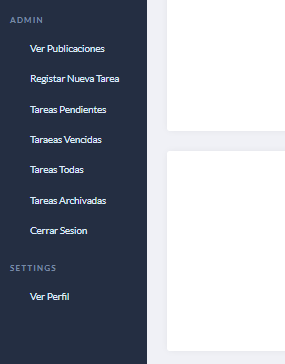 ADMIN
Ver Publicaciones
Registar Nueva Tarea
Tareas Pendientes
Taraeas Vencidas
Tareas Todas
Tareas Archivadas
Cerrar Sesion
SETTINGS
Ver Perfil